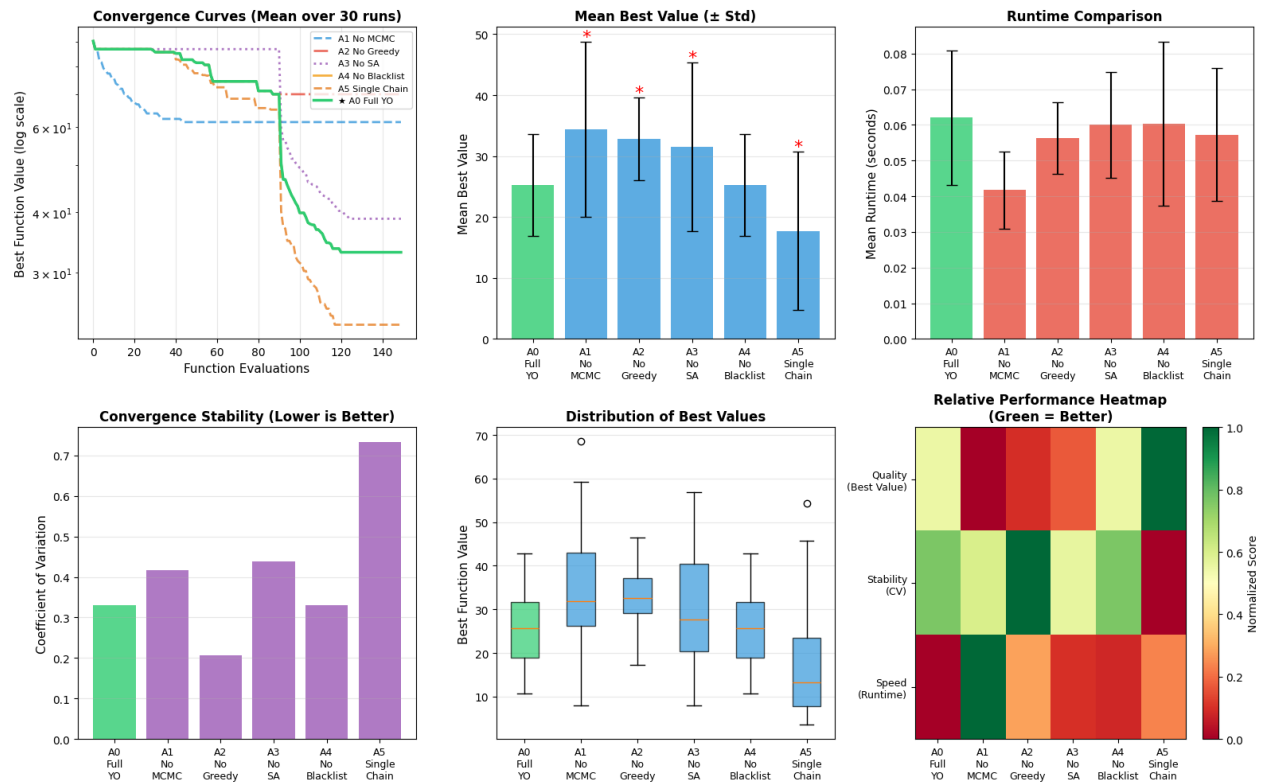 Convergence Curves (Mean over 30 runs)
Best Function Value (log scale)
6 × 10¹
4 × 10¹
3 × 10¹
A1 No MCMC
A2 No Greedy
A3 No SA
A4 No Blacklist
A5 Single Chain
★ A0 Full YO
0 20 40 60 80 100 120 140
Function Evaluations
Mean Best Value (± Std)
Mean Best Value
50
40
30
20
10
0
*
*
*
*
A0 A1 A2 A3 A4 A5
Full No No No No Single
YO MCMC Greedy SA Blacklist Chain
Runtime Comparison
Mean Runtime (seconds)
0.08
0.07
0.06
0.05
0.04
0.03
0.02
0.01
0.00
A0 A1 A2 A3 A4 A5
Full No No No No Single
YO MCMC Greedy SA Blacklist Chain
Convergence Stability (Lower is Better)
Coefficient of Variation
0.7
0.6
0.5
0.4
0.3
0.2
0.1
0.0
A0 A1 A2 A3 A4 A5
Full No No No No Single
YO MCMC Greedy SA Blacklist Chain
Distribution of Best Values
Best Function Value
70
60
50
40
30
20
10
A0 A1 A2 A3 A4 A5
Full No No No No Single
YO MCMC Greedy SA Blacklist Chain
Relative Performance Heatmap
(Green = Better)
Quality
(Best Value)
Stability
(CV)
Speed
(Runtime)
A0 A1 A2 A3 A4 A5
Full No No No No Single
YO MCMC Greedy SA Blacklist Chain
1.0
0.8
0.6
0.4
0.2
0.0
Normalized Score